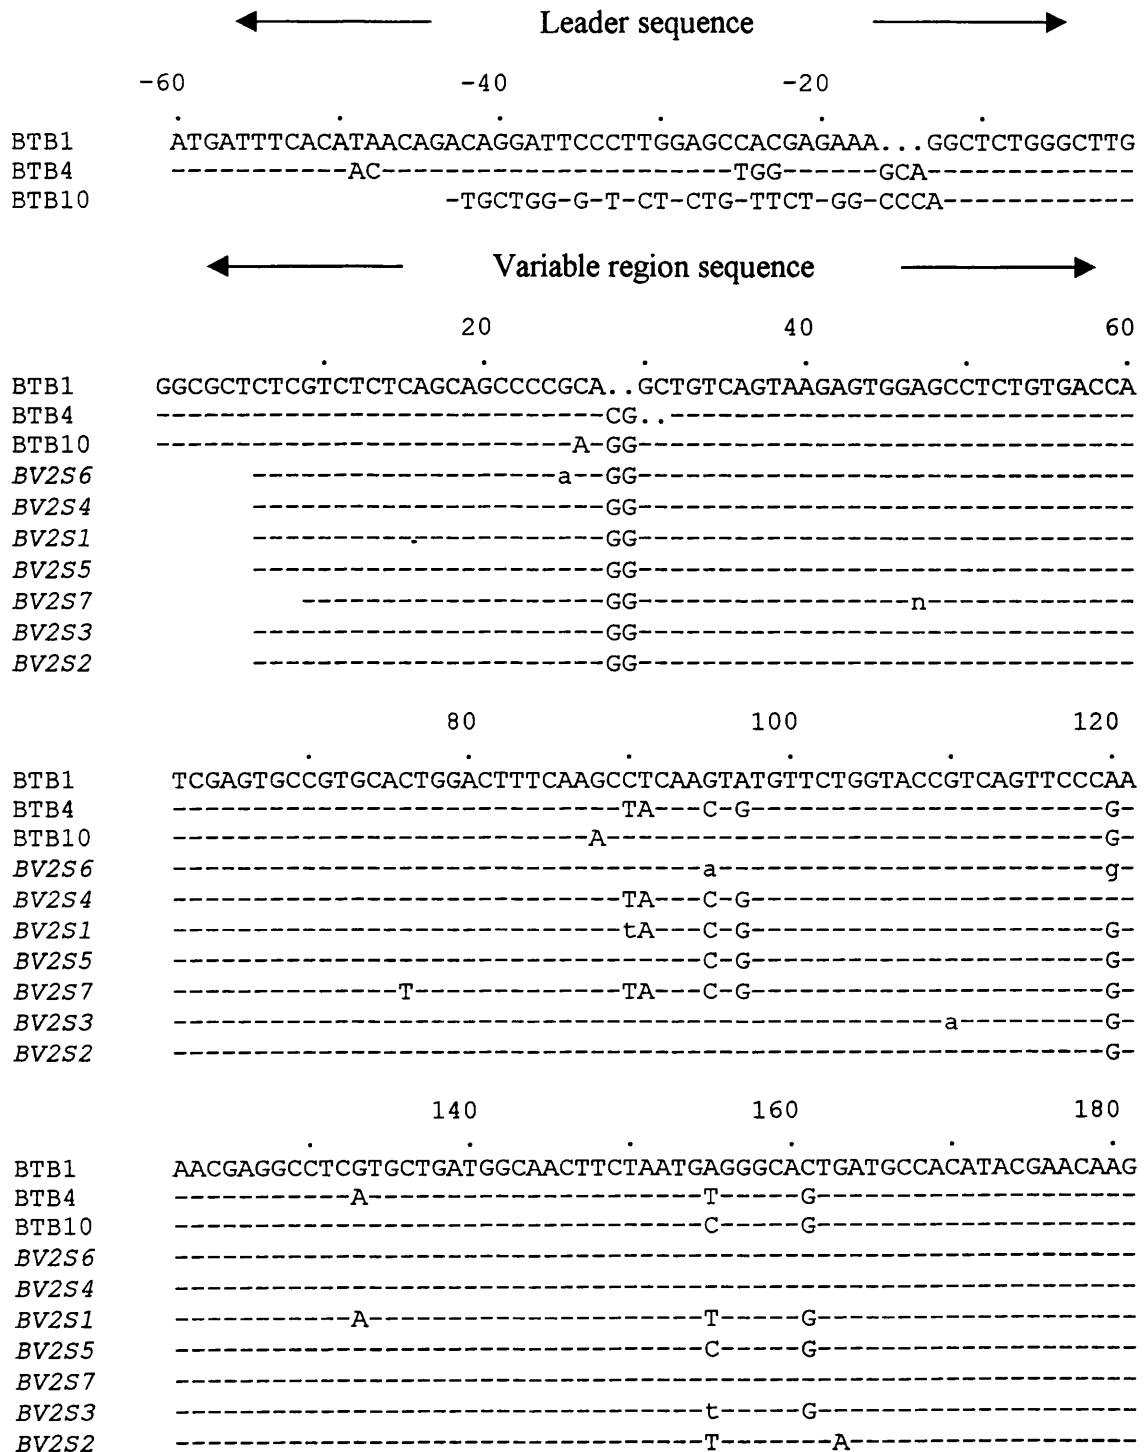 Leader sequence
-60 -40 -20
BTB1 ATGATTTCACATAACAGACAGGATTCCCTTGGAGCCACGAGAAA...GGCTCTGGGCTTG
BTB4 -----------AC----------------------TGG------GCA-------------
BTB10 -TGCTGG-G-T-CT-CTG-TTCT-GG-CCCA------------
Variable region sequence
20 40 60
BTB1 GGCGCTCTCGTCTCTCAGCAGCCCCGCA..GCTGTCAGTAAGAGTGGAGCCTCTGTGACCA
BTB4 ----------------------------CG..-----------------------------
BTB10 --------------------------A-GG-------------------------------
BV2S6 -------------------a--GG-------------------------------
BV2S4 ----------------------GG-------------------------------
BV2S1 ----------------------GG-------------------------------
BV2S5 ----------------------GG-------------------------------
BV2S7 -------------------GG-----------------n-------------
BV2S3 ----------------------GG-------------------------------
BV2S2 ----------------------GG-------------------------------
80 100 120
BTB1 TCGAGTGCCGTGCACTGGACTTTCAAGCCTCAAGTATGTTCTGGTACCGTCAGTTCCCAA
BTB4 ----------------------------TA---C-G----------------------G-
BTB10 --------------------------A-------------------------------G-
BV2S6 ---------------------------------a------------------------g-
BV2S4 ----------------------------TA---C-G------------------------
BV2S1 ----------------------------tA---C-G----------------------G-
BV2S5 ---------------------------------C-G----------------------G-
BV2S7 --------------T-------------TA---C-G----------------------G-
BV2S3 ------------------------------------------------a---------G-
BV2S2 ----------------------------------------------------------G-
140 160 180
BTB1 AACGAGGCCTCGTGCTGATGGCAACTTCTAATGAGGGCACTGATGCCACATACGAACAAG
BTB4 -----------A---------------------T-----G--------------------
BTB10 ---------------------------------C-----G--------------------
BV2S6 ------------------------------------------------------------
BV2S4 ------------------------------------------------------------
BV2S1 -----------A---------------------T-----G--------------------
BV2S5 ---------------------------------C-----G--------------------
BV2S7 ------------------------------------------------------------
BV2S3 ---------------------------------t-----G--------------------
BV2S2 ---------------------------------T-------A------------------